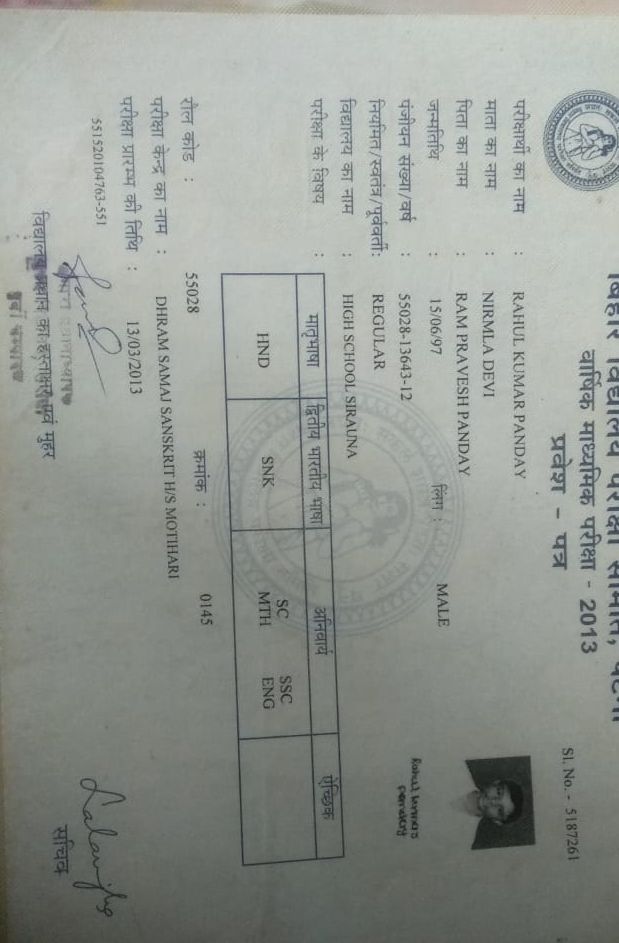 बिहार विद्यालय परीक्षा समिति, पटना
वार्षिक माध्यमिक परीक्षा - 2013
प्रवेश - पत्र
Sl. No. - 5187261
परीक्षार्थी का नाम : RAHUL KUMAR PANDAY
माता का नाम : NIRMLA DEVI
पिता का नाम : RAM PRAVESH PANDAY
जन्मतिथि : 15/06/97 लिंग : MALE
पंजीयन संख्या/वर्ष : 55028-13643-12
नियमित/स्वतंत्र/पूर्ववर्ती: REGULAR
विद्यालय का नाम : HIGH SCHOOL SIRAUNA
परीक्षा के विषय :
मातृभाषा द्वितीय भारतीय भाषा अनिवार्य ऐच्छिक
HND SNK SC SSC
MTH ENG
रौल कोड : 55028 क्रमांक : 0145
परीक्षा केन्द्र का नाम : DHRAM SAMAJ SANSKRIT H/S MOTIHARI
परीक्षा प्रारम्भ की तिथि : 13/03/2013
551520104763-551
विद्यालय प्रधान का हस्ताक्षर एवं मुहर
सचिव